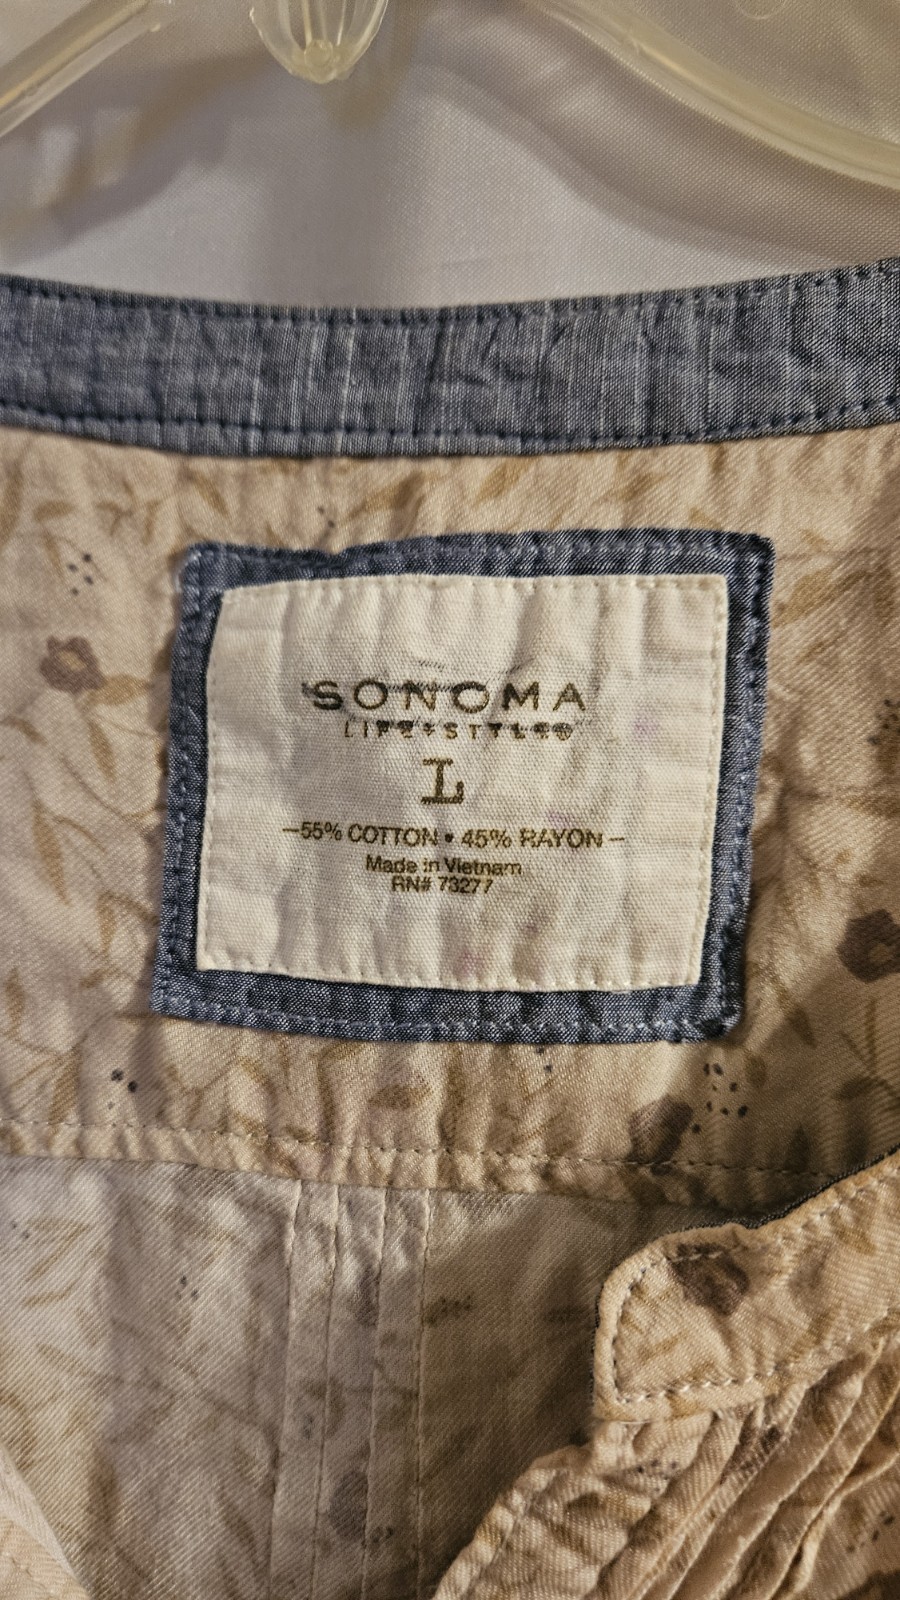 SONOMA
LIFE+STYLE®
L
-55% COTTON • 45% RAYON-
Made in Vietnam
RN# 73277